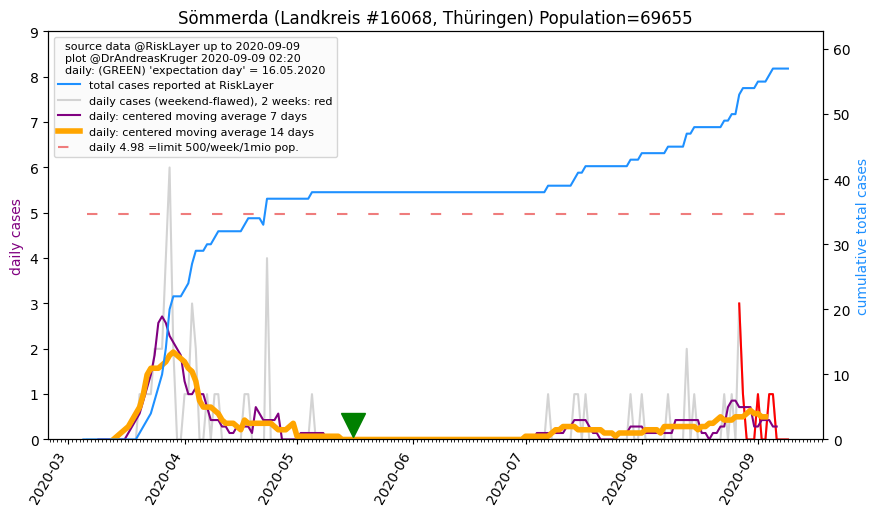 Sömmerda (Landkreis #16068, Thüringen) Population=69655
source data @RiskLayer up to 2020-09-09
plot @DrAndreasKruger 2020-09-09 02:20
daily: (GREEN) 'expectation day' = 16.05.2020
total cases reported at RiskLayer
daily cases (weekend-flawed), 2 weeks: red
daily: centered moving average 7 days
daily: centered moving average 14 days
daily 4.98 =limit 500/week/1mio pop.
daily cases
9
8
7
6
5
4
3
2
1
0
60
50
40
30
20
10
0
cumulative total cases
2020-03
2020-04
2020-05
2020-06
2020-07
2020-08
2020-09